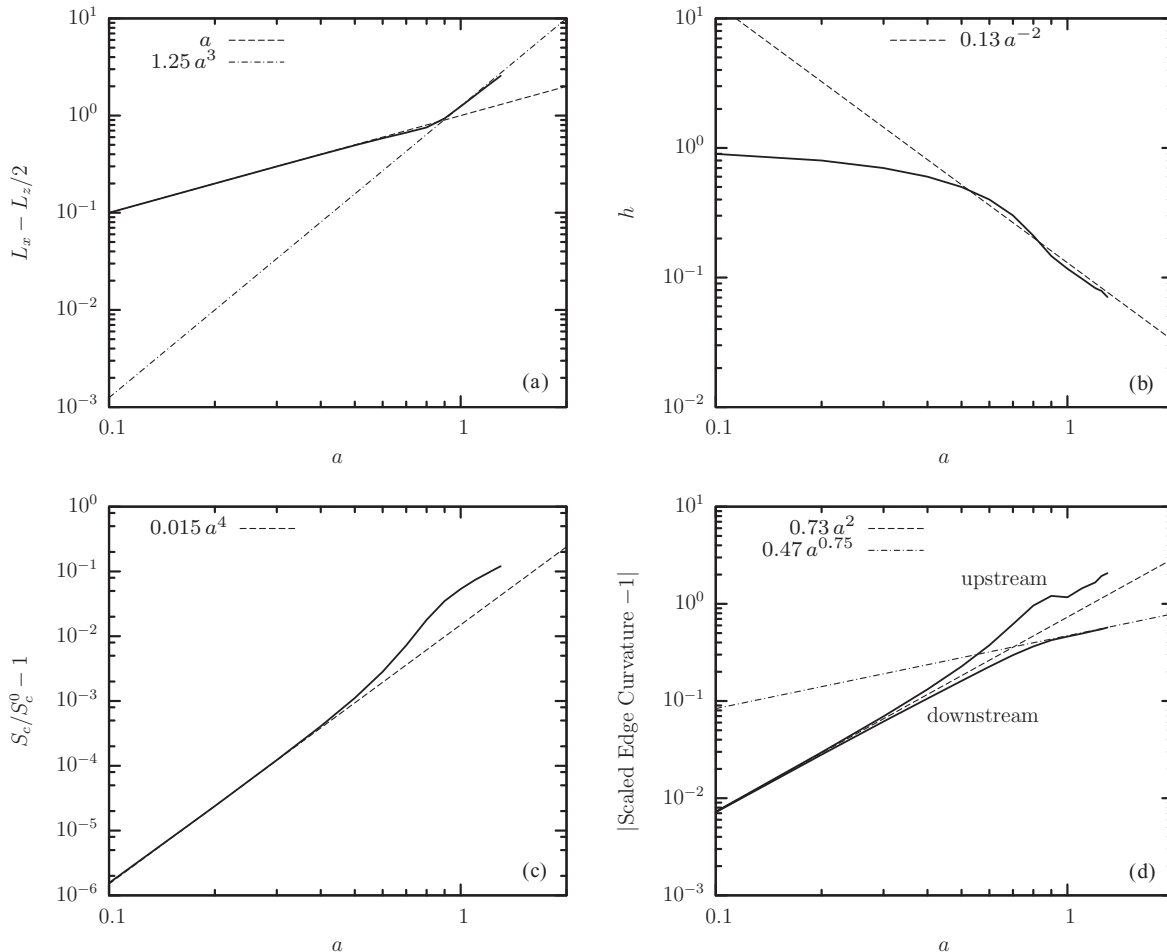 10^1
10^0
10^-1
10^-2
10^-3
0.1
1
a
L_x − L_z/2
a
1.25 a^3
(a)
10^1
10^0
10^-1
10^-2
0.1
1
a
h
0.13 a^−2
(b)
10^0
10^-1
10^-2
10^-3
10^-4
10^-5
10^-6
0.1
1
a
S_c/S_c^0 − 1
0.015 a^4
(c)
10^1
10^0
10^-1
10^-2
10^-3
0.1
1
a
|Scaled Edge Curvature −1|
0.73 a^2
0.47 a^0.75
upstream
downstream
(d)